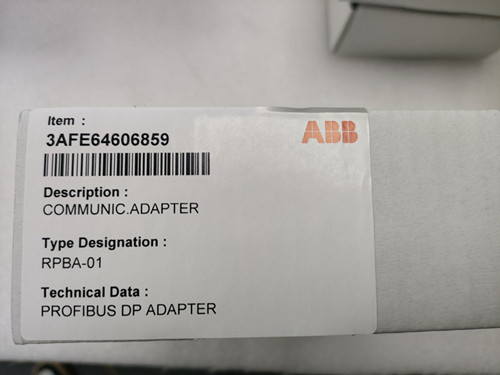 Item :
ABB
3AFE64606859
Description :
COMMUNIC.ADAPTER
Type Designation :
RPBA-01
Technical Data :
PROFIBUS DP ADAPTER